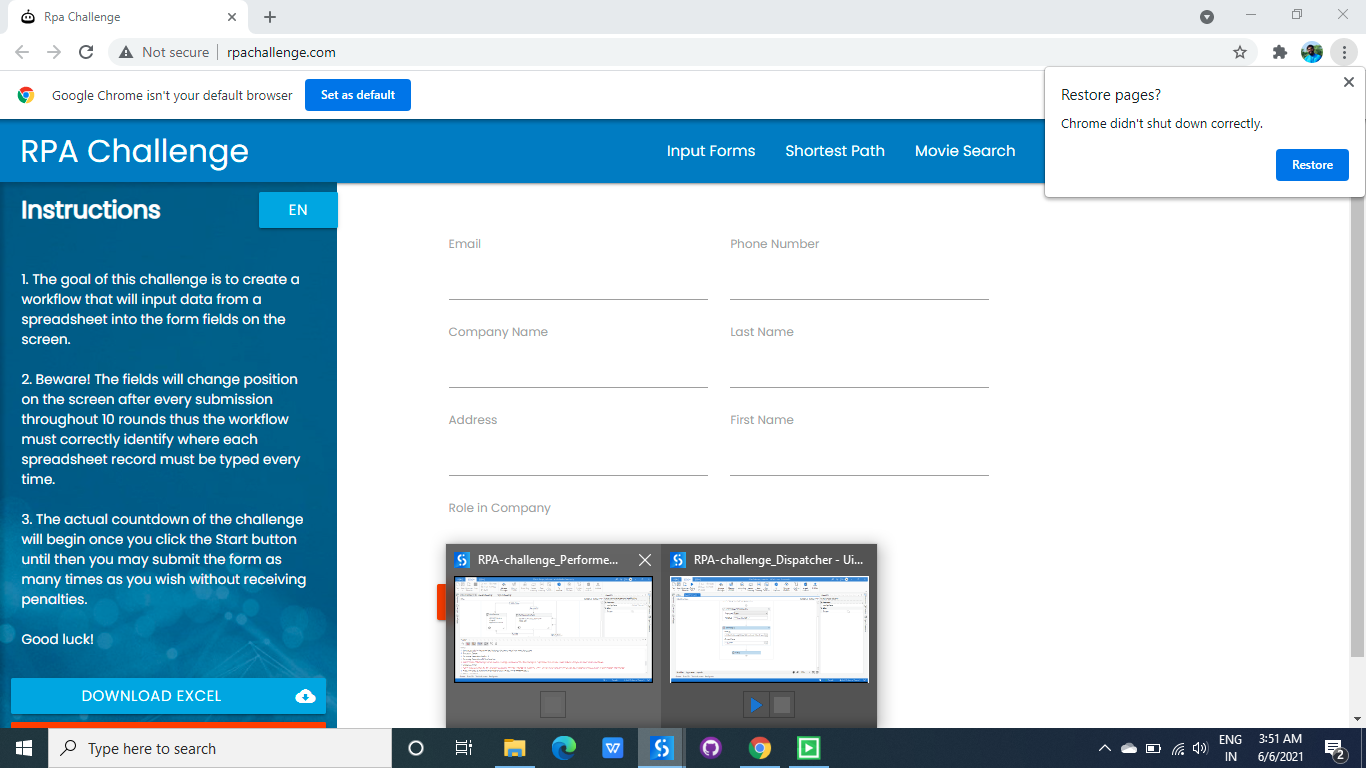 Rpa Challenge
Not secure
rpachallenge.com
Google Chrome isn't your default browser
Set as default
Restore pages?
Chrome didn't shut down correctly.
Restore
RPA Challenge
Input Forms
Shortest Path
Movie Search
Instructions
EN
1. The goal of this challenge is to create a
workflow that will input data from a
spreadsheet into the form fields on the
screen.
2. Beware! The fields will change position
on the screen after every submission
throughout 10 rounds thus the workflow
must correctly identify where each
spreadsheet record must be typed every
time.
3. The actual countdown of the challenge
will begin once you click the Start button
until then you may submit the form as
many times as you wish without receiving
penalties.
Good luck!
DOWNLOAD EXCEL
Email
Phone Number
Company Name
Last Name
Address
First Name
Role in Company
RPA-challenge_Performe...
RPA-challenge_Dispatcher - Ui...
Type here to search
ENG
IN
3:51 AM
6/6/2021
2